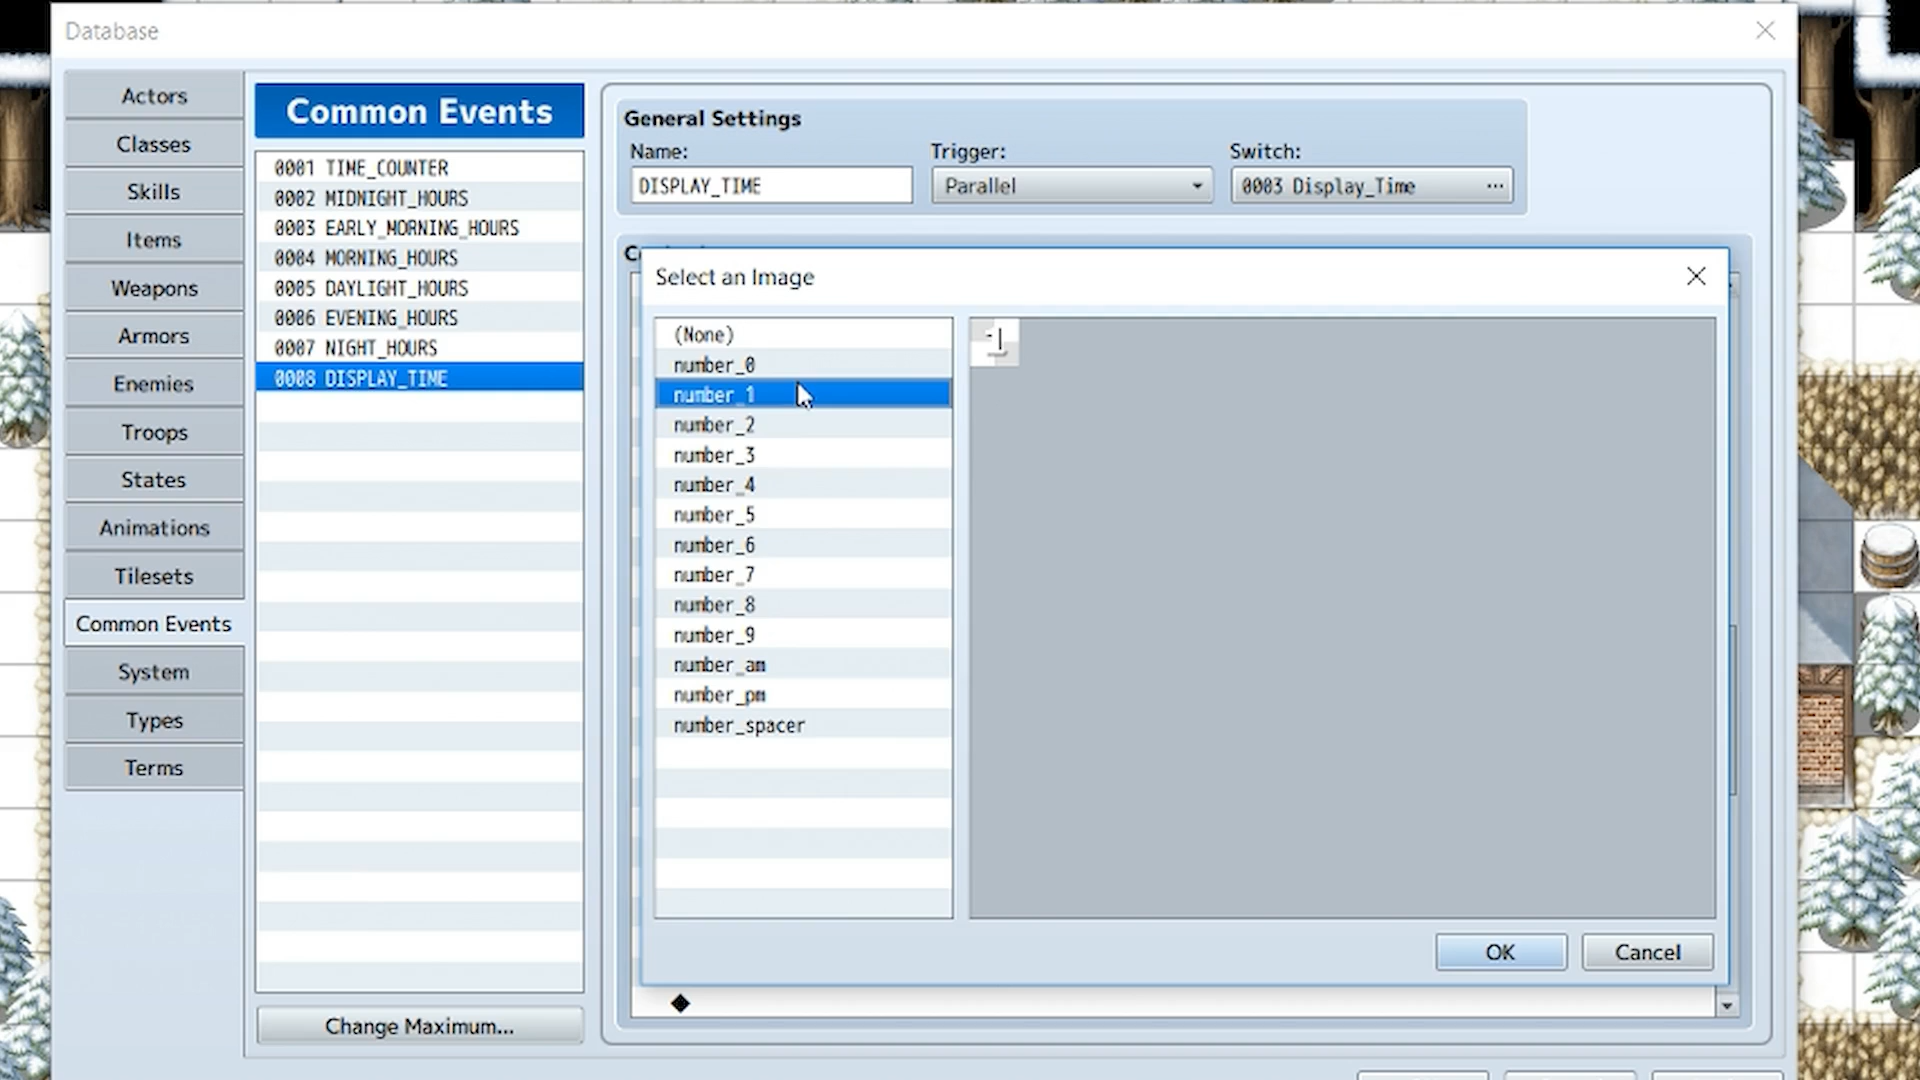 Database
Actors
Classes
Skills
Items
Weapons
Armors
Enemies
Troops
States
Animations
Tilesets
Common Events
System
Types
Terms
Common Events
0001 TIME_COUNTER
0002 MIDNIGHT_HOURS
0003 EARLY_MORNING_HOURS
0004 MORNING_HOURS
0005 DAYLIGHT_HOURS
0006 EVENING_HOURS
0007 NIGHT_HOURS
0008 DISPLAY_TIME
Change Maximum...
General Settings
Name:
Trigger:
Switch:
DISPLAY_TIME
Parallel
0003 Display_Time ...
Select an Image
(None)
number_0
number_1
number_2
number_3
number_4
number_5
number_6
number_7
number_8
number_9
number_am
number_pm
number_spacer
OK
Cancel